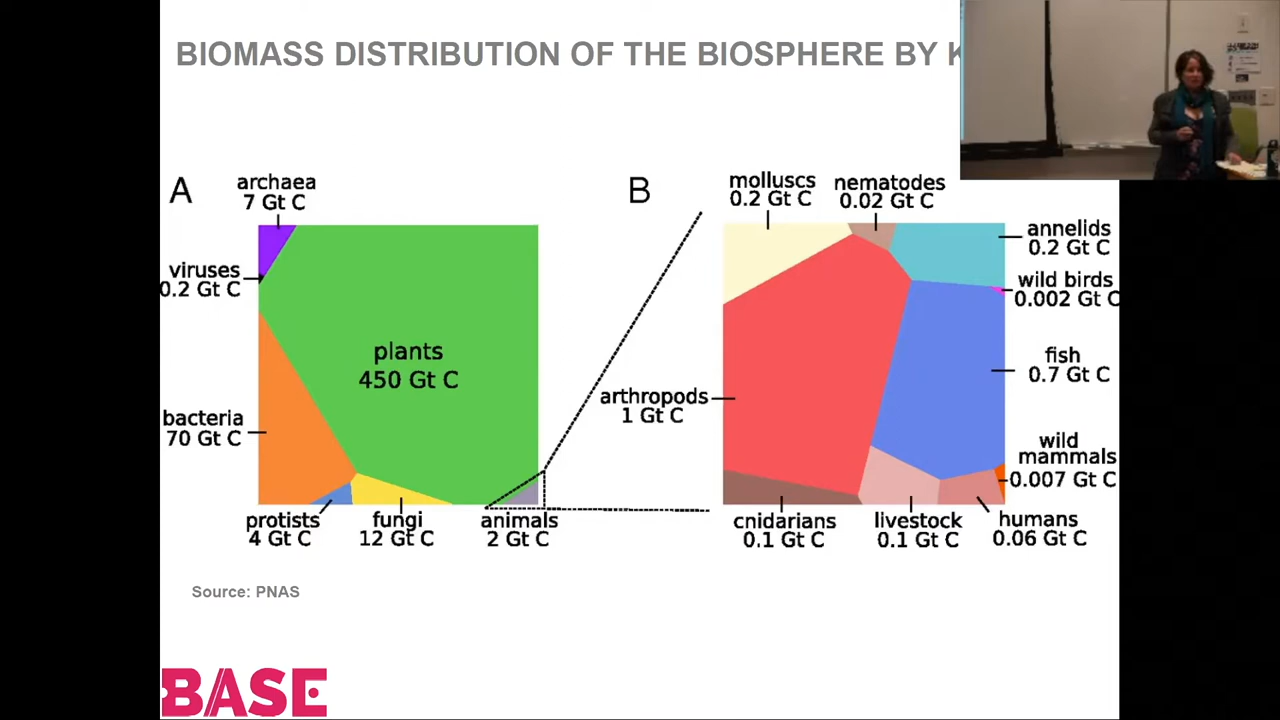 BIOMASS DISTRIBUTION OF THE BIOSPHERE BY K
A
archaea
7 Gt C
viruses
0.2 Gt C
plants
450 Gt C
bacteria
70 Gt C
protists
4 Gt C
fungi
12 Gt C
animals
2 Gt C
B
molluscs
0.2 Gt C
nematodes
0.02 Gt C
annelids
0.2 Gt C
wild birds
0.002 Gt C
fish
0.7 Gt C
arthropods
1 Gt C
wild
mammals
0.007 Gt C
cnidarians
0.1 Gt C
livestock
0.1 Gt C
humans
0.06 Gt C
Source: PNAS
BASE